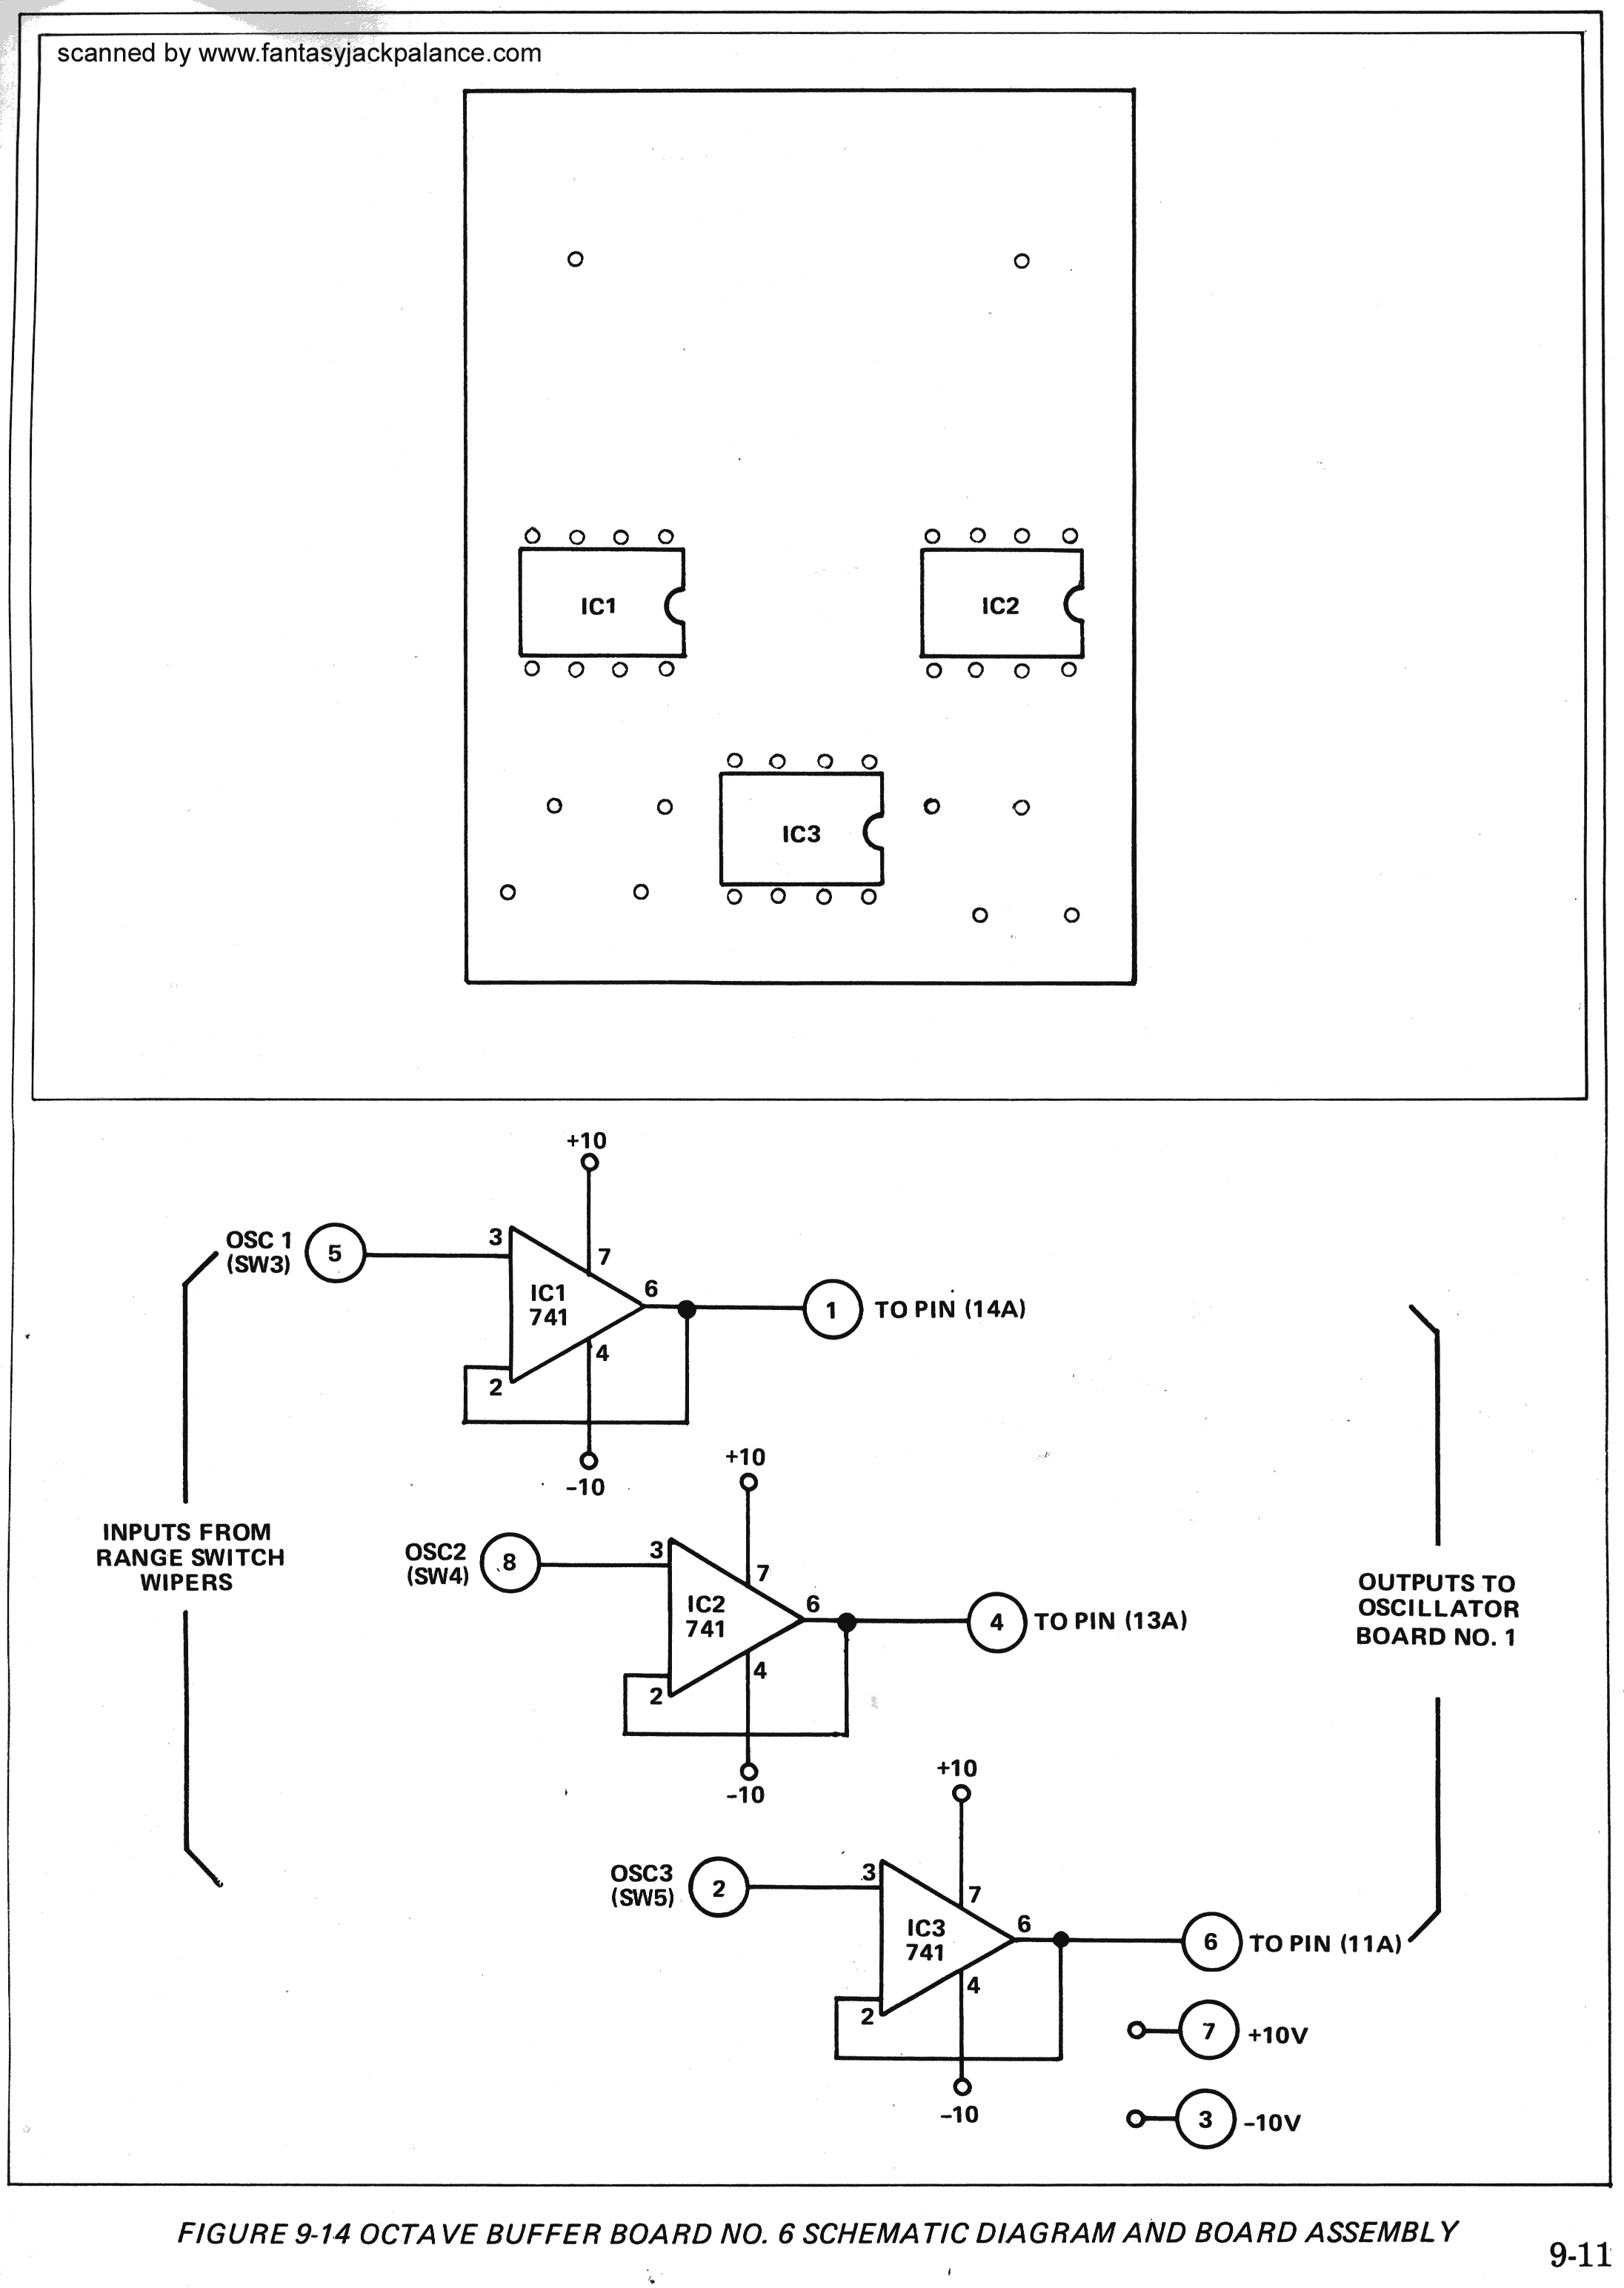 scanned by www.fantasyjackpalance.com
IC1
IC2
IC3
+10
OSC 1
(SW3)
5
3
7
IC1
741
6
1
TO PIN (14A)
4
2
-10
+10
INPUTS FROM
RANGE SWITCH
WIPERS
OSC2
(SW4)
8
3
7
IC2
741
6
4
TO PIN (13A)
4
2
-10
OUTPUTS TO
OSCILLATOR
BOARD NO. 1
+10
OSC3
(SW5)
2
3
7
IC3
741
6
6
TO PIN (11A)
4
2
-10
7
+10V
3
-10V
FIGURE 9-14 OCTAVE BUFFER BOARD NO. 6 SCHEMATIC DIAGRAM AND BOARD ASSEMBLY
9-11